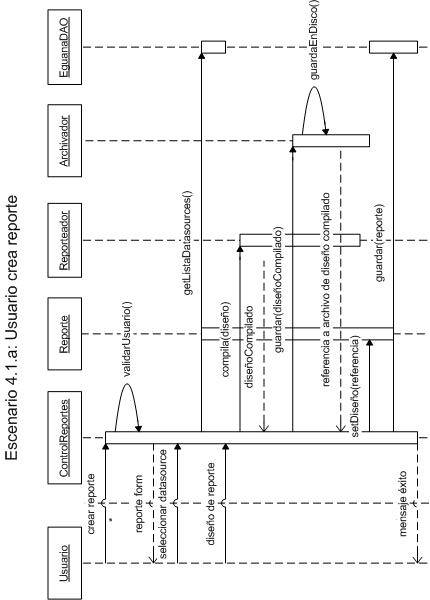 Escenario 4.1.a: Usuario crea reporte
Usuario
ControlReportes
Reporte
Reporteador
Archivador
EguanaDAO
crear reporte
*
validarUsuario()
reporte form
seleccionar datasource
getListaDatasources()
diseño de reporte
compila(diseño)
diseñoCompilado
guardar(diseñoCompilado)
guardaEnDisco()
referencia a archivo de diseño compilado
setDiseño(referencia)
guardar(reporte)
mensaje éxito